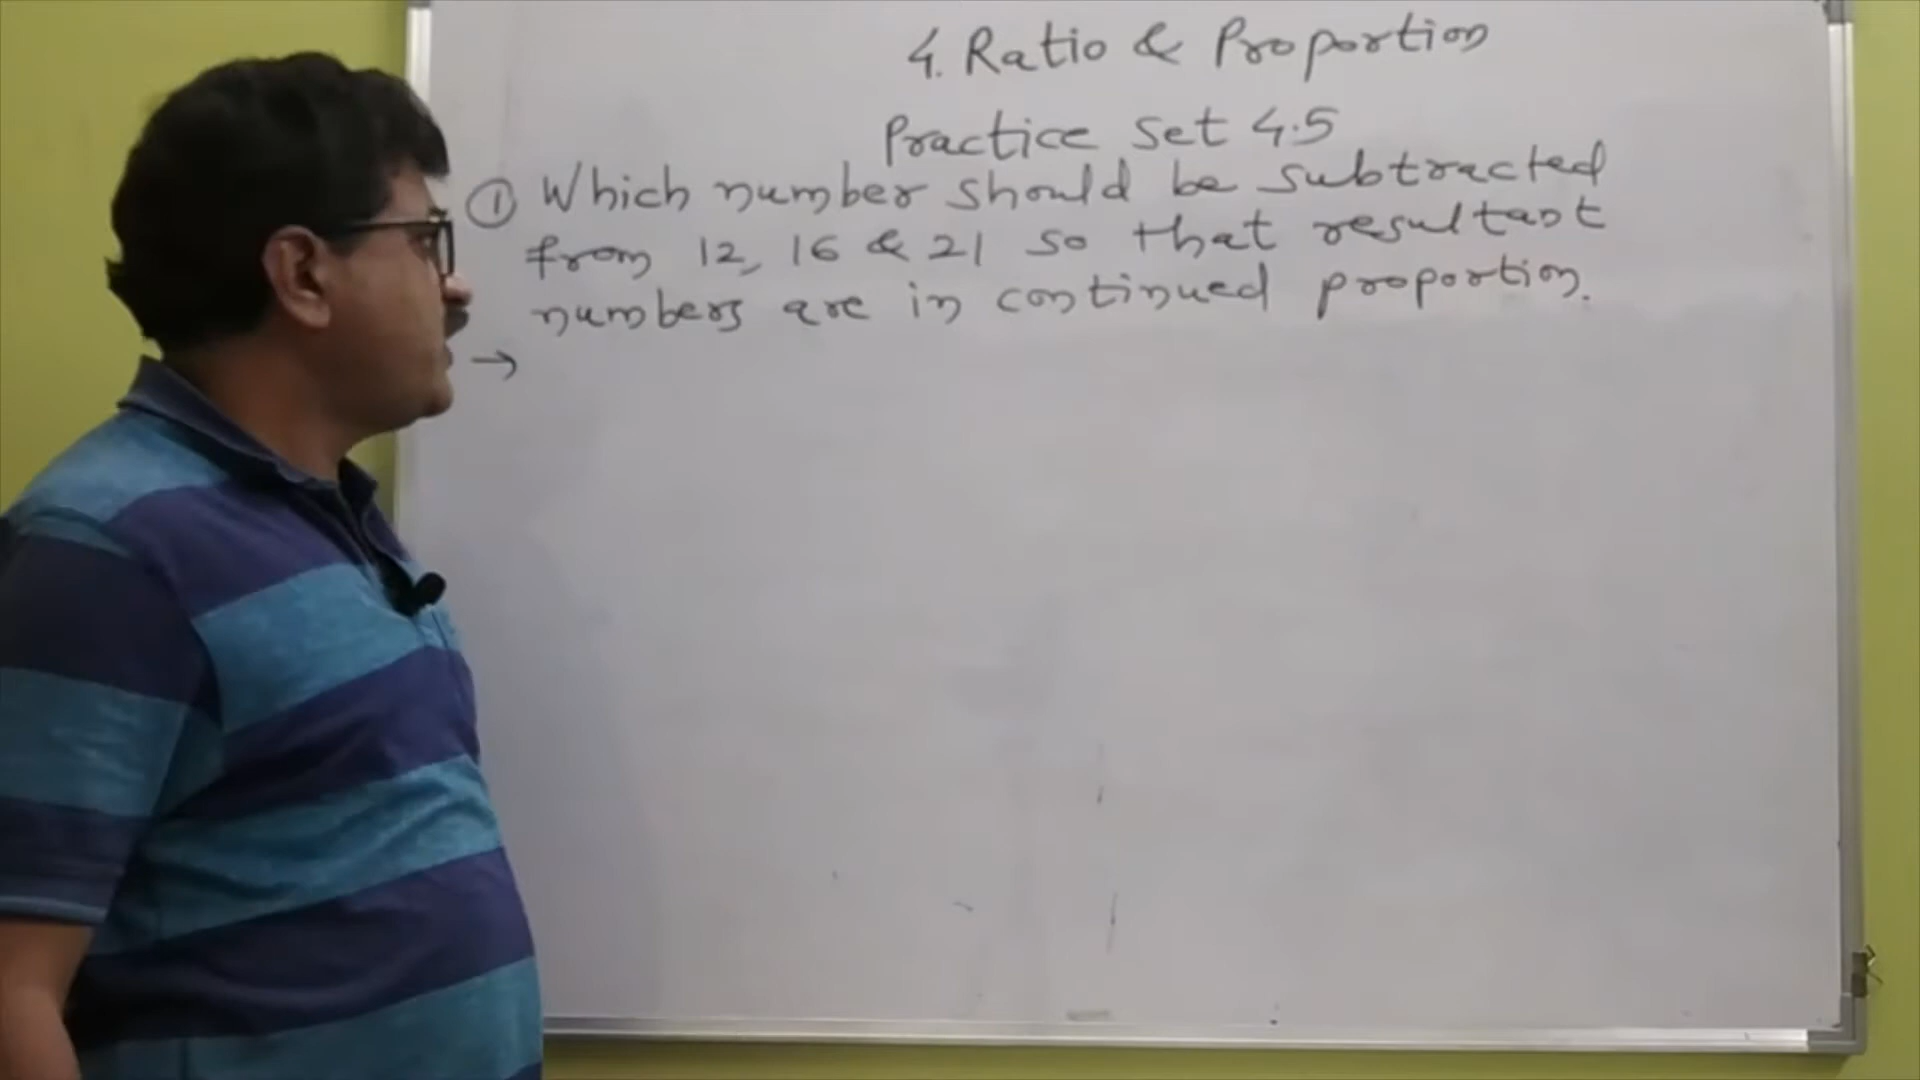 4. Ratio & Proportion
Practice Set 4.5
① Which number should be subtracted
from 12, 16 & 21 so that resultant
numbers are in continued proportion.
→